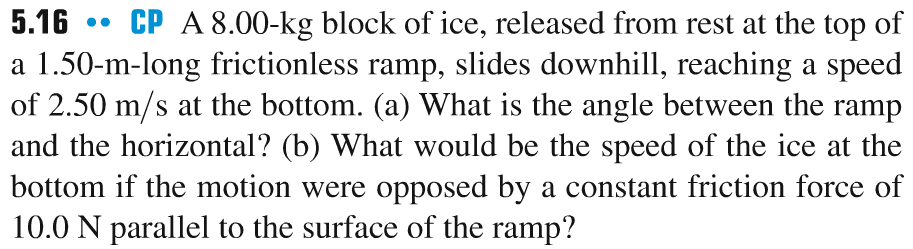 5.16 •• CP A 8.00-kg block of ice, released from rest at the top of
a 1.50-m-long frictionless ramp, slides downhill, reaching a speed
of 2.50 m/s at the bottom. (a) What is the angle between the ramp
and the horizontal? (b) What would be the speed of the ice at the
bottom if the motion were opposed by a constant friction force of
10.0 N parallel to the surface of the ramp?